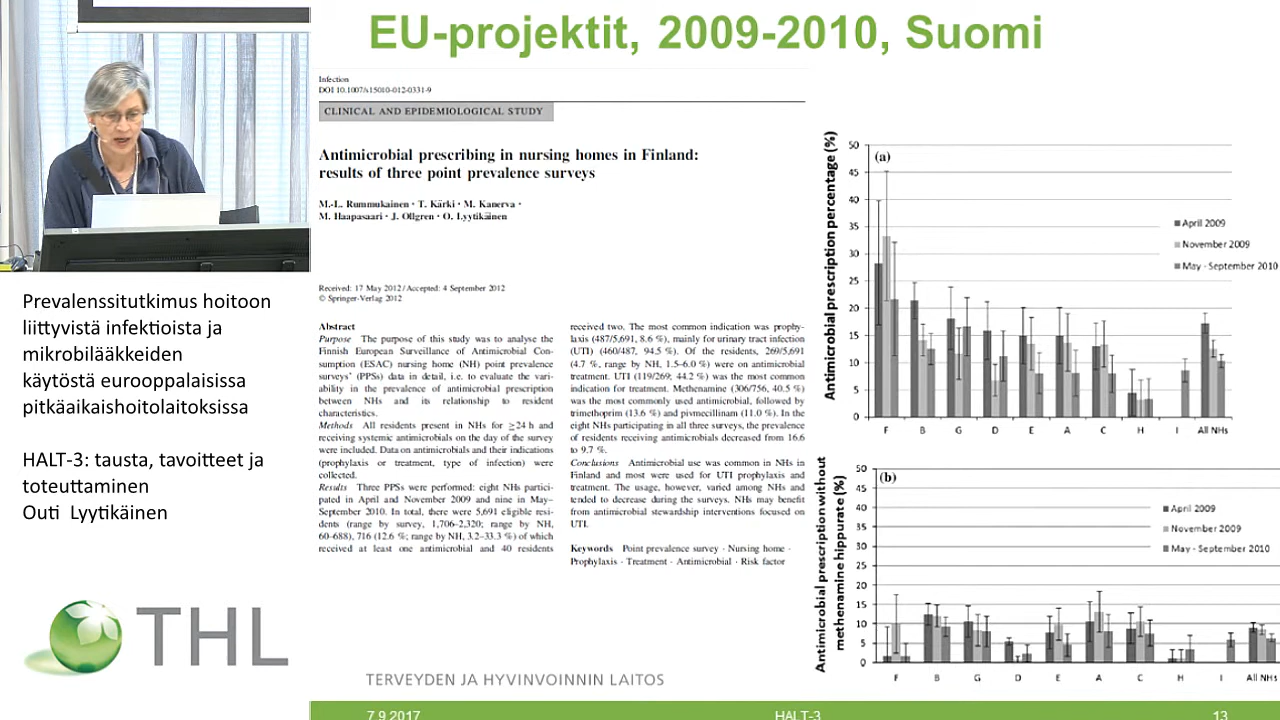 EU-projektit, 2009-2010, Suomi
Infection
DOI 10.1007/s15010-012-0331-9
CLINICAL AND EPIDEMIOLOGICAL STUDY
Antimicrobial prescribing in nursing homes in Finland:
results of three point prevalence surveys
M.-L. Rummukainen · T. Kärki · M. Kanerva ·
M. Haapasaari · J. Ollgren · O. Lyytikäinen
Received: 17 May 2012 / Accepted: 4 September 2012
© Springer-Verlag 2012
Abstract
Purpose The purpose of this study was to analyse the
Finnish European Surveillance of Antimicrobial Con-
sumption (ESAC) nursing home (NH) point prevalence
surveys' (PPSs) data in detail, i.e. to evaluate the vari-
ability in the prevalence of antimicrobial prescription
between NHs and its relationship to resident
characteristics.
Methods All residents present in NHs for ≥24 h and
receiving systemic antimicrobials on the day of the survey
were included. Data on antimicrobials and their indications
(prophylaxis or treatment, type of infection) were
collected.
Results Three PPSs were performed: eight NHs partici-
pated in April and November 2009 and nine in May–
September 2010. In total, there were 5,691 eligible resi-
dents (range by survey, 1,706–2,320; range by NH,
60–688), 716 (12.6 %; range by NH, 3.2–33.3 %) of which
received at least one antimicrobial and 40 residents
received two. The most common indication was prophy-
laxis (487/5,691, 8.6 %), mainly for urinary tract infection
(UTI) (460/487, 94.5 %). Of the residents, 269/5,691
(4.7 %, range by NH, 1.5–6.0 %) were on antimicrobial
treatment. UTI (119/269; 44.2 %) was the most common
indication for treatment. Methenamine (306/756, 40.5 %)
was the most commonly used antimicrobial, followed by
trimethoprim (13.6 %) and pivmecillinam (11.0 %). In the
eight NHs participating in all three surveys, the prevalence
of residents receiving antimicrobials decreased from 16.6
to 9.7 %.
Conclusions Antimicrobial use was common in NHs in
Finland and most were used for UTI prophylaxis and
treatment. The usage, however, varied among NHs and
tended to decrease during the surveys. NHs may benefit
from antimicrobial stewardship interventions focused on
UTI.
Keywords Point prevalence survey · Nursing home ·
Prophylaxis · Treatment · Antimicrobial · Risk factor
Antimicrobial prescription percentage (%)
(a)
50
45
40
35
30
25
20
15
10
5
0
April 2009
November 2009
May - September 2010
F B G D E A C H I All NHs
Antimicrobial prescription without
methenamine hippurate (%)
(b)
50
45
40
35
30
25
20
15
10
5
0
April 2009
November 2009
May - September 2010
F B G D E A C H I All NHs
Prevalenssitutkimus hoitoon
liittyvistä infektioista ja
mikrobilääkkeiden
käytöstä eurooppalaisissa
pitkäaikaishoitolaitoksissa
HALT-3: tausta, tavoitteet ja
toteuttaminen
Outi Lyytikäinen
THL
TERVEYDEN JA HYVINVOINNIN LAITOS
7.9.2017
HALT-3
13